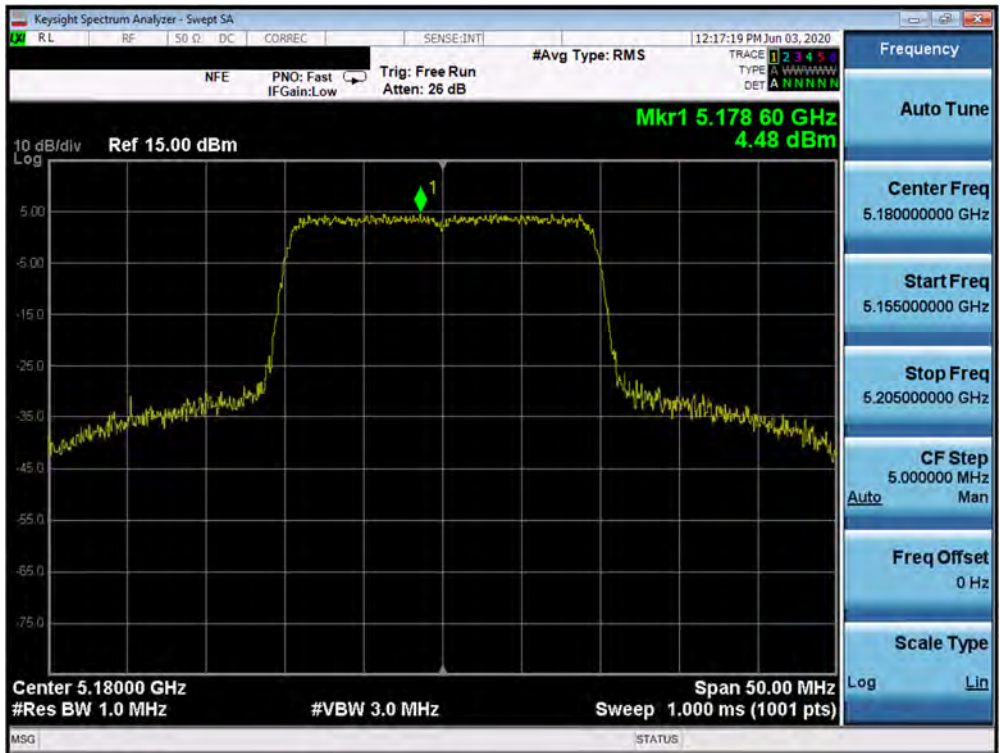 Keysight Spectrum Analyzer - Swept SA
LXI RL RF 50 Ω DC CORREC SENSE:INT 12:17:19 PM Jun 03, 2020
#Avg Type: RMS
TRACE 1 2 3 4 5 6
TYPE A WWWWW
DET A N N N N N
NFE PNO: Fast Trig: Free Run
IFGain:Low Atten: 26 dB
Mkr1 5.178 60 GHz
4.48 dBm
10 dB/div Ref 15.00 dBm
Log
1
5.00
-5.00
-15.0
-25.0
-35.0
-45.0
-55.0
-65.0
-75.0
Center 5.18000 GHz Span 50.00 MHz
#Res BW 1.0 MHz #VBW 3.0 MHz Sweep 1.000 ms (1001 pts)
MSG STATUS
Frequency
Auto Tune
Center Freq
5.180000000 GHz
Start Freq
5.155000000 GHz
Stop Freq
5.205000000 GHz
CF Step
5.000000 MHz
Auto Man
Freq Offset
0 Hz
Scale Type
Log Lin